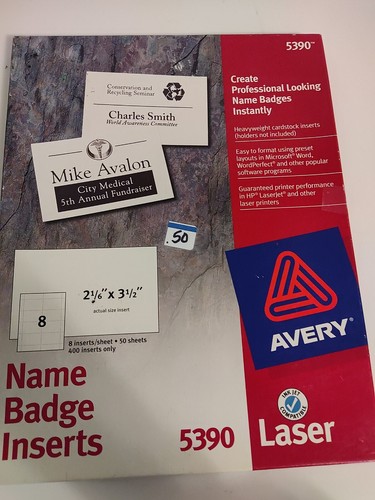 5390™
Create
Professional Looking
Name Badges
Instantly
Heavyweight cardstock inserts
(holders not included)
Easy to format using preset
layouts in Microsoft® Word,
WordPerfect® and other popular
software programs
Guaranteed printer performance
in HP® LaserJet® and other
laser printers
Conservation and
Recycling Seminar
Charles Smith
World Awareness Committee
Mike Avalon
City Medical
5th Annual Fundraiser
.50
2 1/6" x 3 1/2"
actual size insert
8
8 inserts/sheet • 50 sheets
400 inserts only
AVERY®
Name
Badge
Inserts
5390
INK JET
COMPATIBLE
Laser